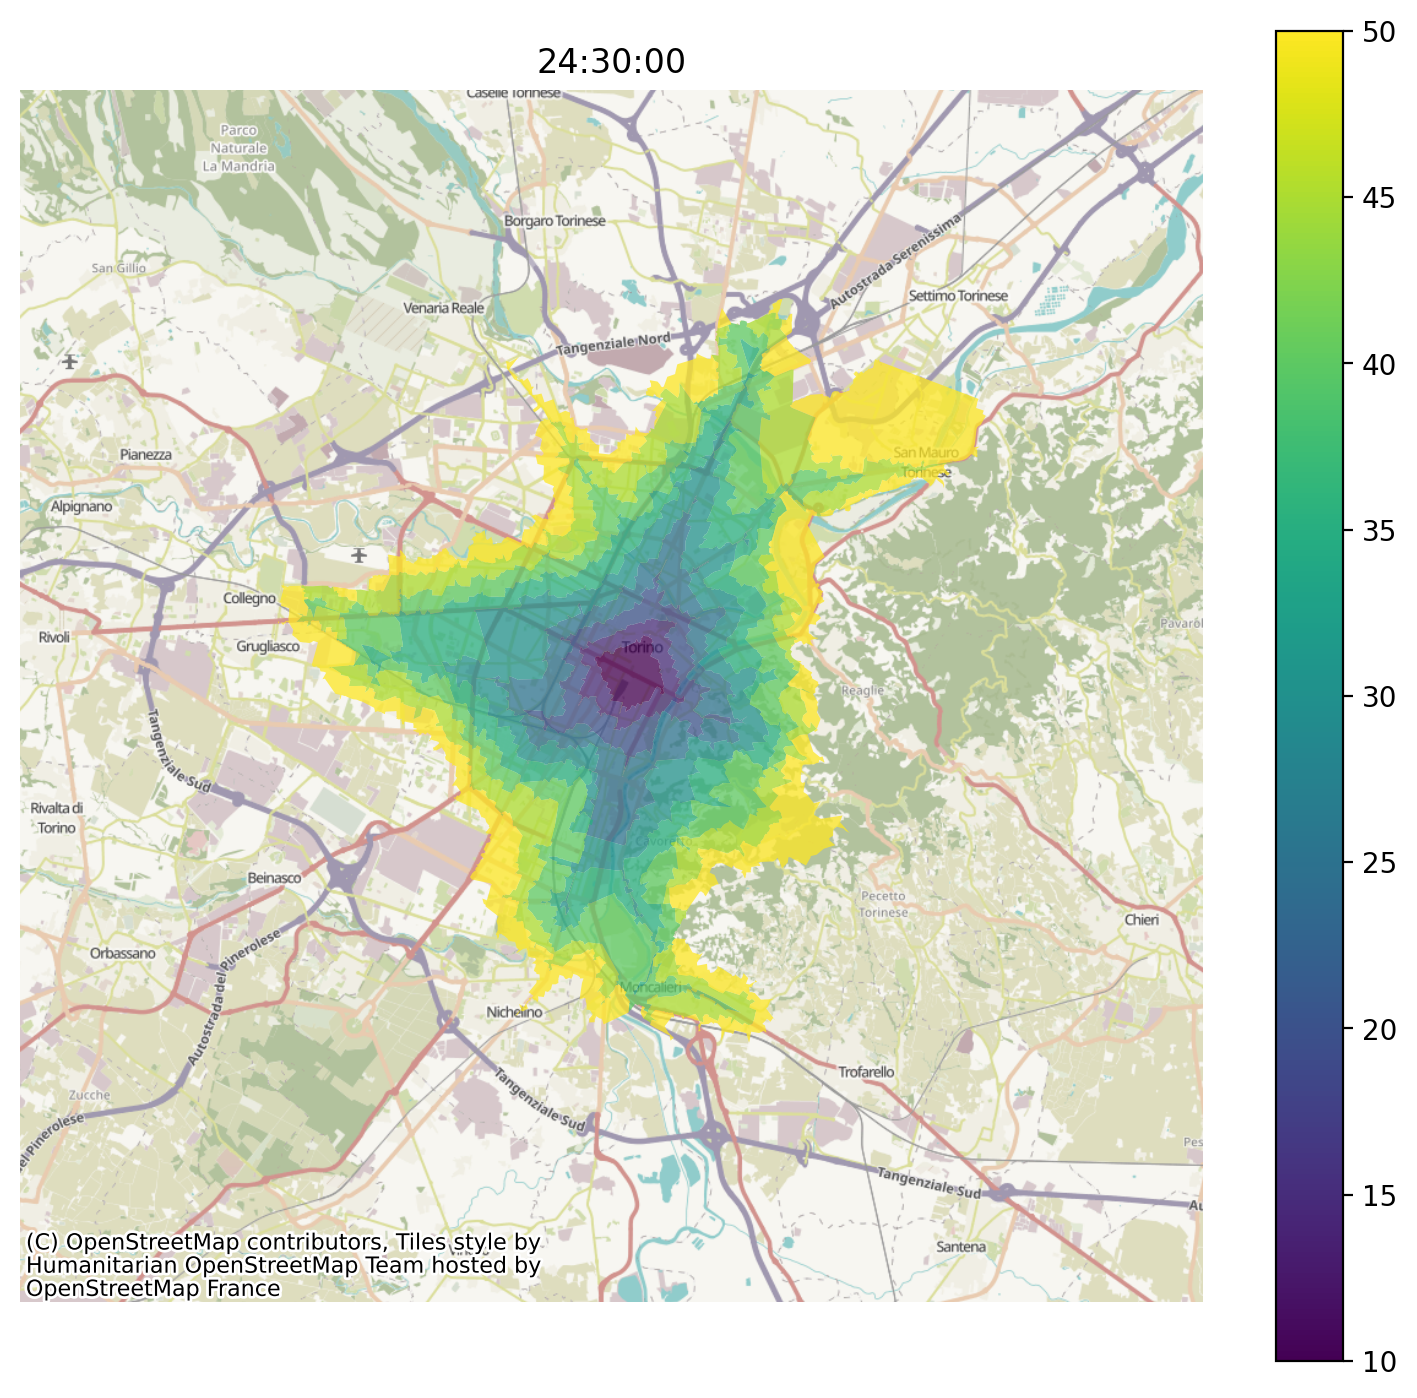 24:30:00
50
45
40
35
30
25
20
15
10
Caselle Torinese
Parco
Naturale
La Mandria
Borgaro Torinese
San Gillio
Venaria Reale
Autostrada Serenissima
Settimo Torinese
Tangenziale Nord
Pianezza
San Mauro
Torinese
Alpignano
Collegno
Rivoli
Grugliasco
Torino
Pavarol
Reaglie
Tangenziale Sud
Rivalta di
Torino
Cavoretto
Beinasco
Pecetto
Torinese
Chieri
Orbassano
Autostrada del Pinerolese
Moncalieri
Nichelino
Trofarello
Zucche
Tangenziale Sud
el Pinerolese
Pes
Tangenziale Sud
Au
Santena
(C) OpenStreetMap contributors, Tiles style by
Humanitarian OpenStreetMap Team hosted by
OpenStreetMap France